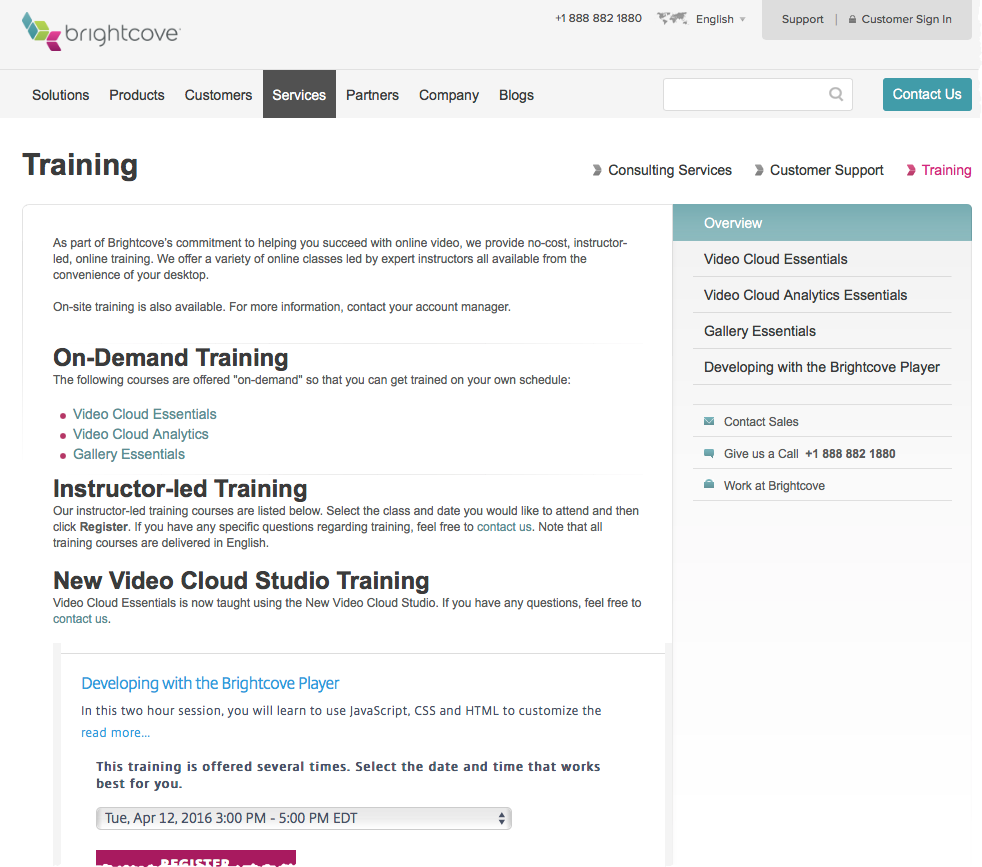 brightcove
+1 888 882 1880
English
Support | Customer Sign In
Solutions Products Customers Services Partners Company Blogs
Contact Us
Training
Consulting Services Customer Support Training
As part of Brightcove's commitment to helping you succeed with online video, we provide no-cost, instructor-
led, online training. We offer a variety of online classes led by expert instructors all available from the
convenience of your desktop.
On-site training is also available. For more information, contact your account manager.
On-Demand Training
The following courses are offered "on-demand" so that you can get trained on your own schedule:
Video Cloud Essentials
Video Cloud Analytics
Gallery Essentials
Instructor-led Training
Our instructor-led training courses are listed below. Select the class and date you would like to attend and then
click Register. If you have any specific questions regarding training, feel free to contact us. Note that all
training courses are delivered in English.
New Video Cloud Studio Training
Video Cloud Essentials is now taught using the New Video Cloud Studio. If you have any questions, feel free to
contact us.
Developing with the Brightcove Player
In this two hour session, you will learn to use JavaScript, CSS and HTML to customize the
read more...
This training is offered several times. Select the date and time that works
best for you.
Tue, Apr 12, 2016 3:00 PM - 5:00 PM EDT
REGISTER
Overview
Video Cloud Essentials
Video Cloud Analytics Essentials
Gallery Essentials
Developing with the Brightcove Player
Contact Sales
Give us a Call +1 888 882 1880
Work at Brightcove